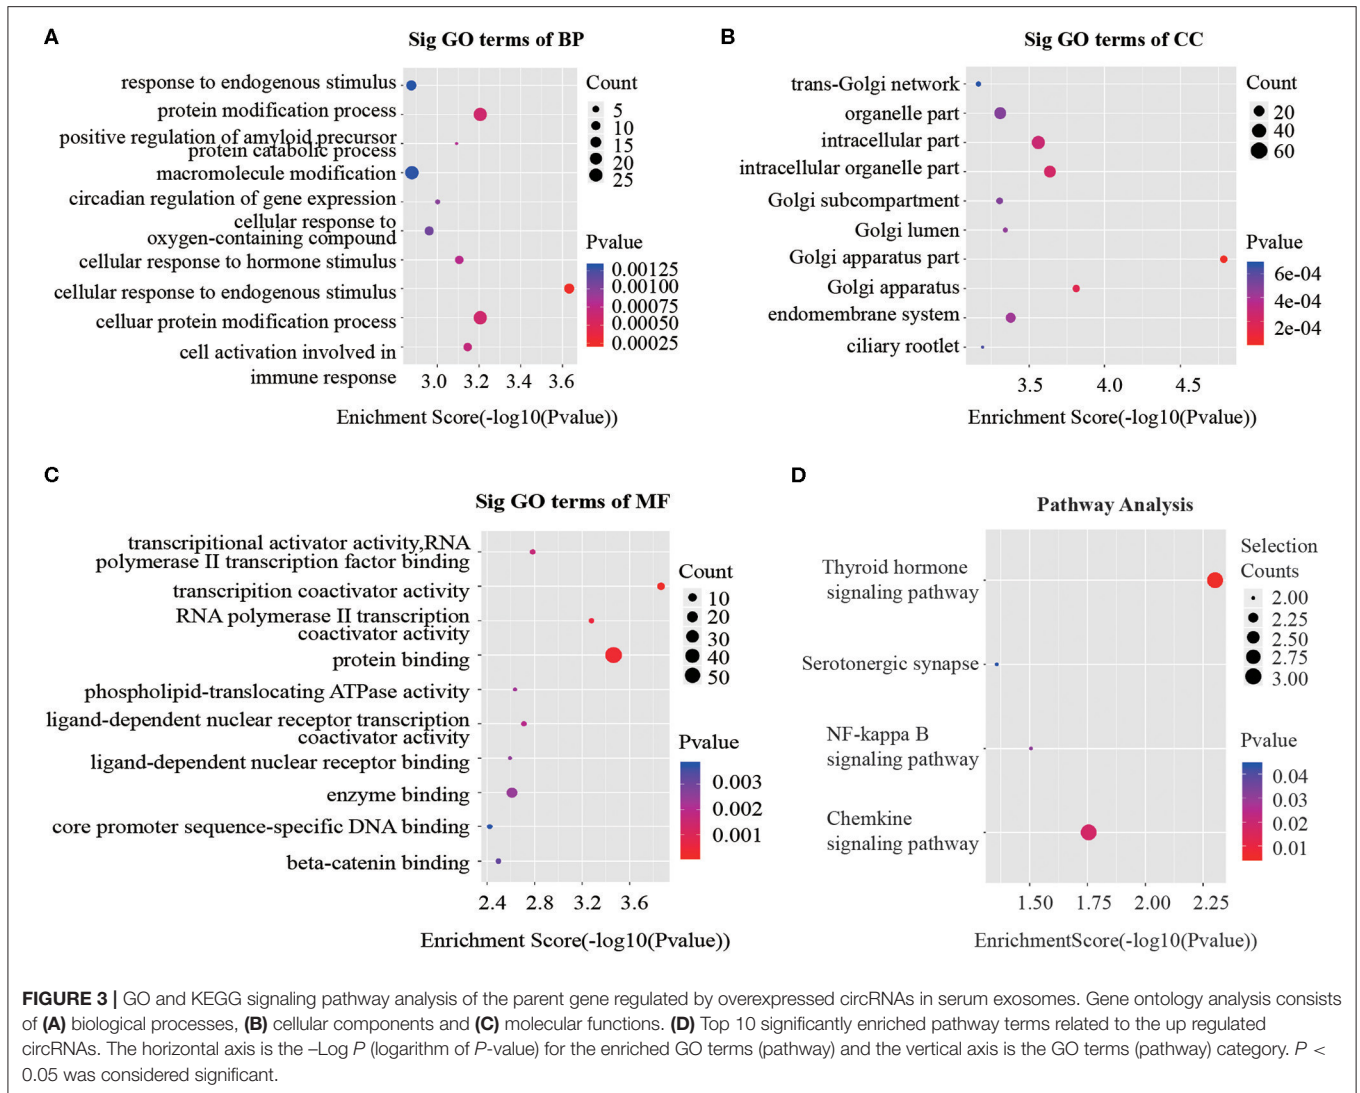 A
Sig GO terms of BP
response to endogenous stimulus
protein modification process
positive regulation of amyloid precursor
protein catabolic process
macromolecule modification
circadian regulation of gene expression
cellular response to
oxygen-containing compound
cellular response to hormone stimulus
cellular response to endogenous stimulus
celluar protein modification process
cell activation involved in
immune response
3.0 3.2 3.4 3.6
Enichment Score(-log10(Pvalue))
Count
5
10
15
20
25
Pvalue
0.00125
0.00100
0.00075
0.00050
0.00025
B
Sig GO terms of CC
trans-Golgi network
organelle part
intracellular part
intracellular organelle part
Golgi subcompartment
Golgi lumen
Golgi apparatus part
Golgi apparatus
endomembrane system
ciliary rootlet
3.5 4.0 4.5
Enrichment Score(-log10(Pvalue))
Count
20
40
60
Pvalue
6e-04
4e-04
2e-04
C
Sig GO terms of MF
transcripitional activator activity,RNA
polymerase II transcription factor binding
transcripition coactivator activity
RNA polymerase II transcription
coactivator activity
protein binding
phospholipid-translocating ATPase activity
ligand-dependent nuclear receptor transcription
coactivator activity
ligand-dependent nuclear receptor binding
enzyme binding
core promoter sequence-specific DNA binding
beta-catenin binding
2.4 2.8 3.2 3.6
Enrichment Score(-log10(Pvalue))
Count
10
20
30
40
50
Pvalue
0.003
0.002
0.001
D
Pathway Analysis
Thyroid hormone
signaling pathway
Serotonergic synapse
NF-kappa B
signaling pathway
Chemkine
signaling pathway
1.50 1.75 2.00 2.25
EnrichmentScore(-log10(Pvalue))
Selection
Counts
2.00
2.25
2.50
2.75
3.00
Pvalue
0.04
0.03
0.02
0.01
FIGURE 3 | GO and KEGG signaling pathway analysis of the parent gene regulated by overexpressed circRNAs in serum exosomes. Gene ontology analysis consists
of (A) biological processes, (B) cellular components and (C) molecular functions. (D) Top 10 significantly enriched pathway terms related to the up regulated
circRNAs. The horizontal axis is the –Log P (logarithm of P-value) for the enriched GO terms (pathway) and the vertical axis is the GO terms (pathway) category. P <
0.05 was considered significant.